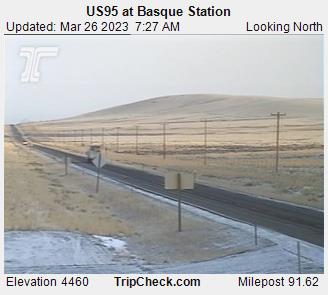 US95 at Basque Station
Updated: Mar 26 2023 7:27 AM Looking North
Elevation 4460 TripCheck.com Milepost 91.62